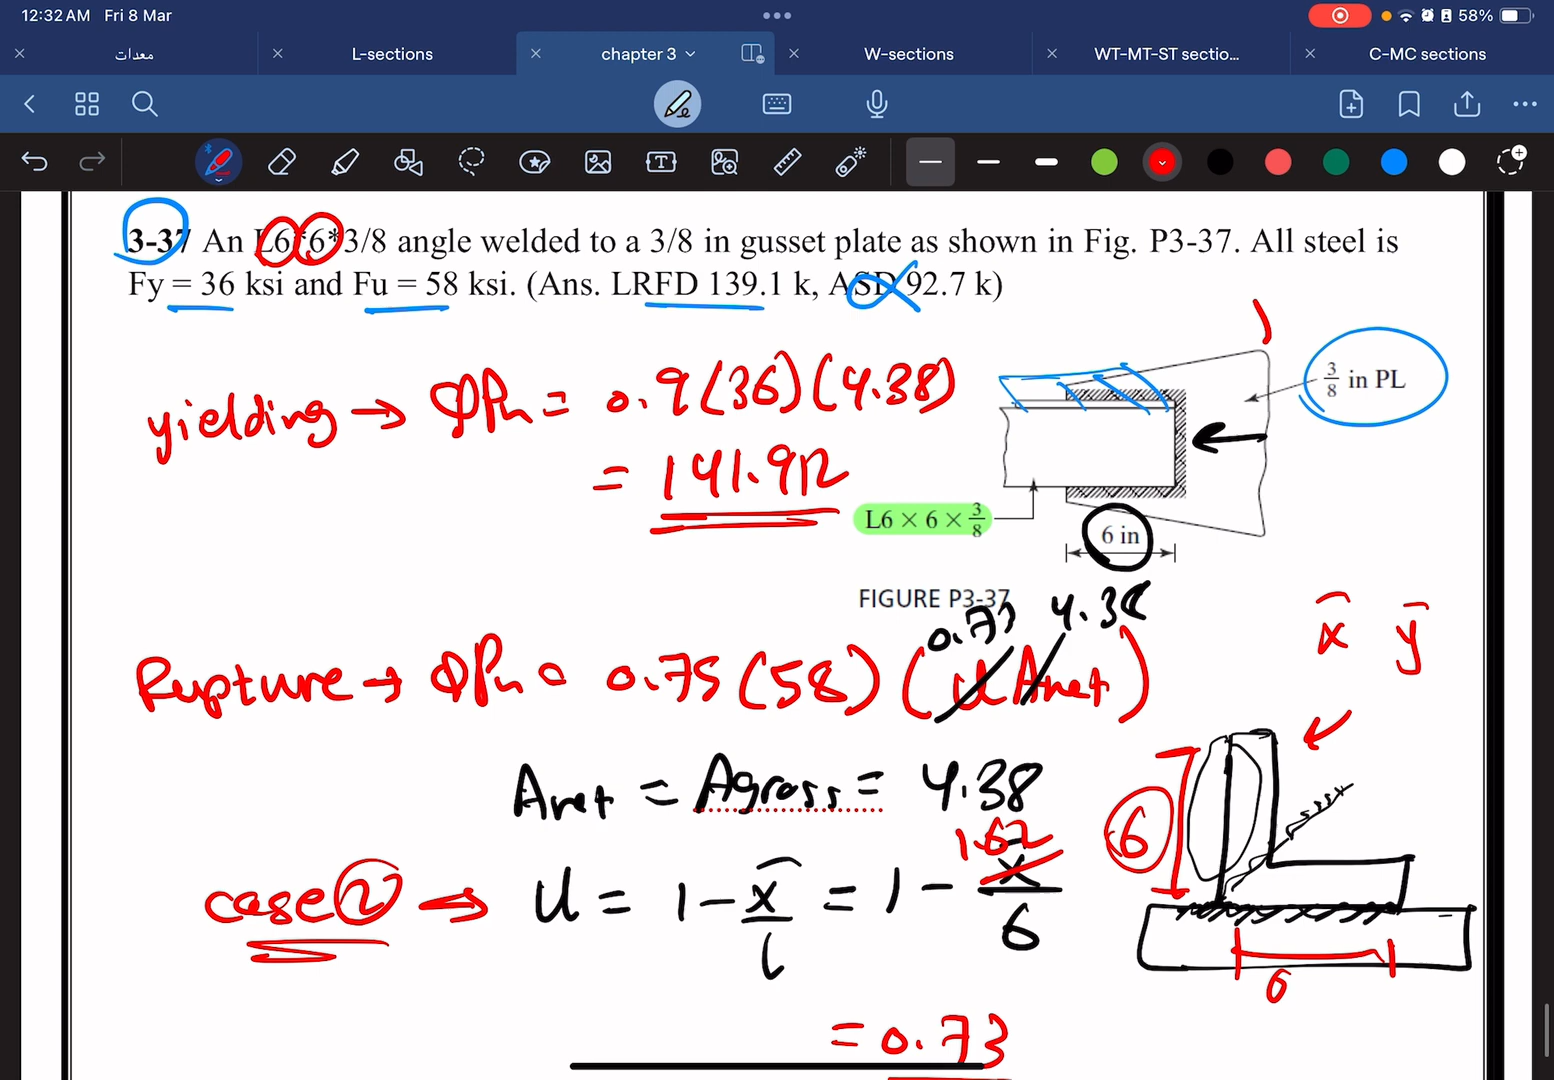 12:32 AM Fri 8 Mar
58%
معدات
L-sections
chapter 3
W-sections
WT-MT-ST sectio...
C-MC sections
3-37 An L6*6*3/8 angle welded to a 3/8 in gusset plate as shown in Fig. P3-37. All steel is
Fy = 36 ksi and Fu = 58 ksi. (Ans. LRFD 139.1 k, ASD 92.7 k)
yielding → ØPn = 0.9(36)(4.38)
= 141.912
3/8 in PL
L6 × 6 × 3/8
6 in
FIGURE P3-37
0.73 4.38
x̄ ȳ
Rupture → ØPn = 0.75 (58) (U Anet)
Anet = Agross = 4.38
6
1.62
case 2 ⇒ U = 1 - x̄/l = 1 - x/6
6
= 0.73